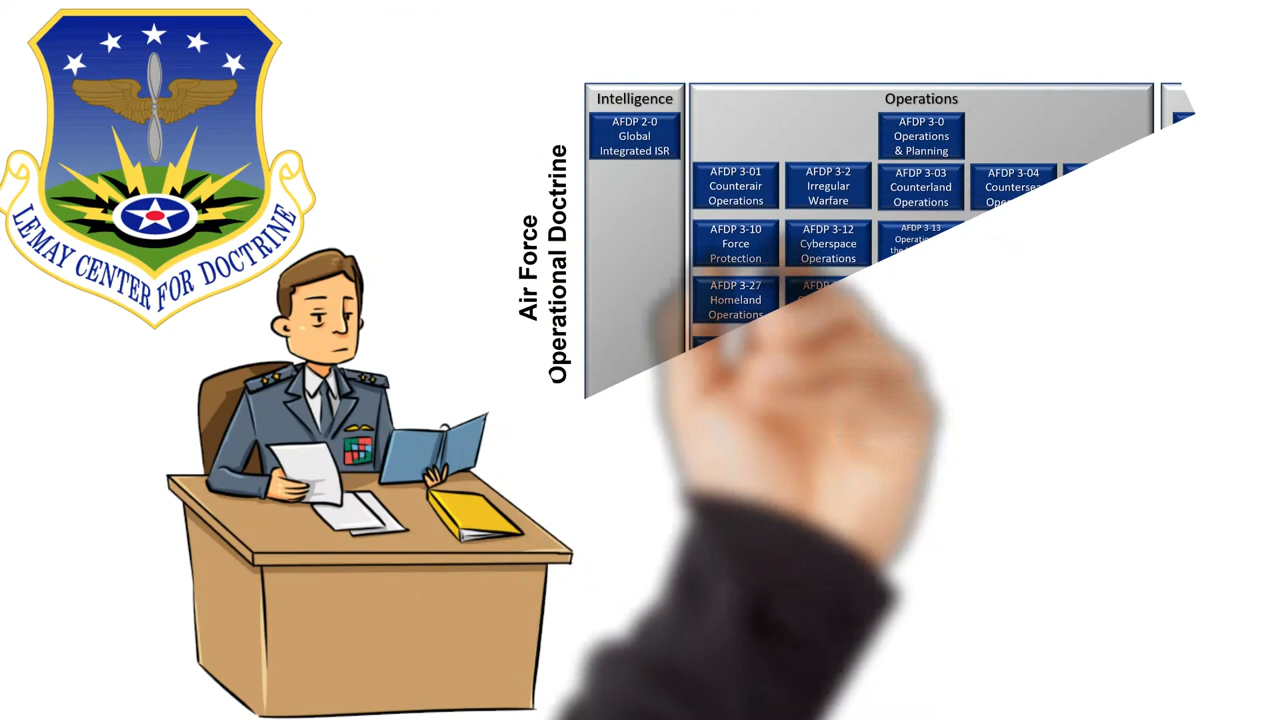 LEMAY CENTER FOR DOCTRINE
Air Force
Operational Doctrine
Intelligence
AFDP 2-0
Global
Integrated ISR
Operations
AFDP 3-0
Operations
& Planning
AFDP 3-01
Counterair
Operations
AFDP 3-2
Irregular
Warfare
AFDP 3-03
Counterland
Operations
AFDP 3-04
AFDP 3-10
Force
Protection
AFDP 3-12
Cyberspace
Operations
AFDP 3-13
AFDP 3-27
Homeland
Operations